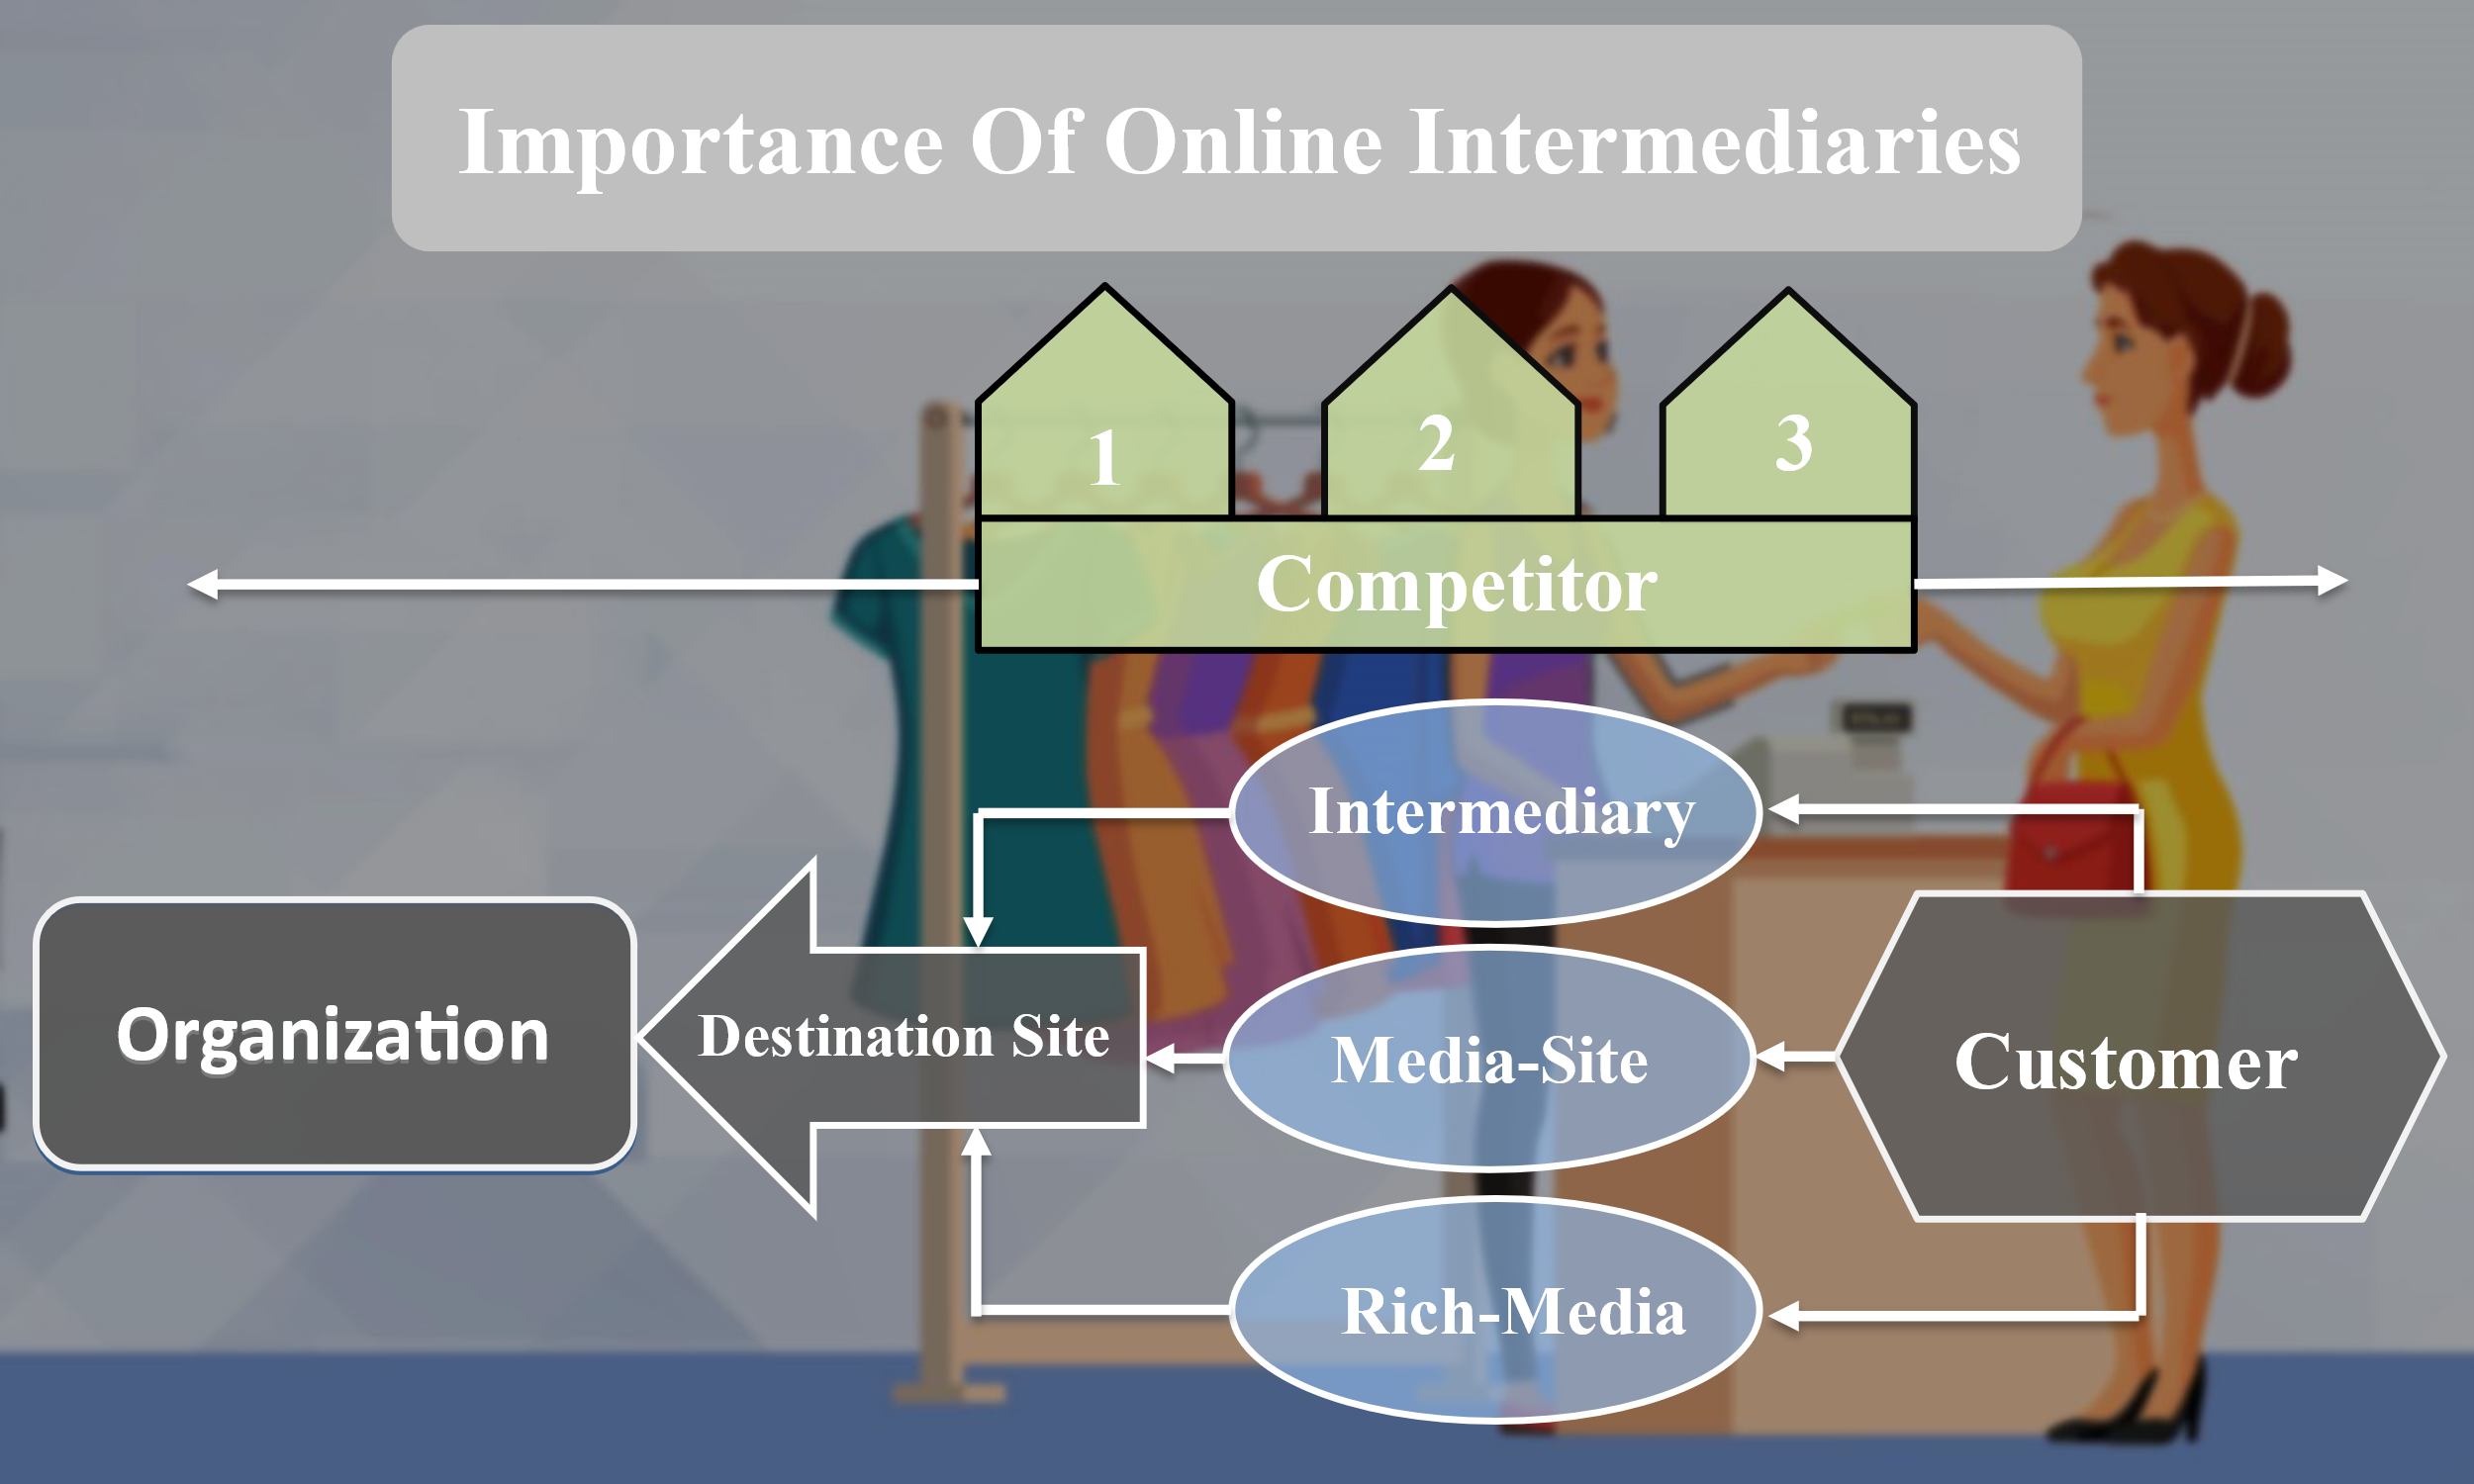 Importance Of Online Intermediaries
1
2
3
Competitor
Intermediary
Organization
Destination Site
Media-Site
Customer
Rich-Media